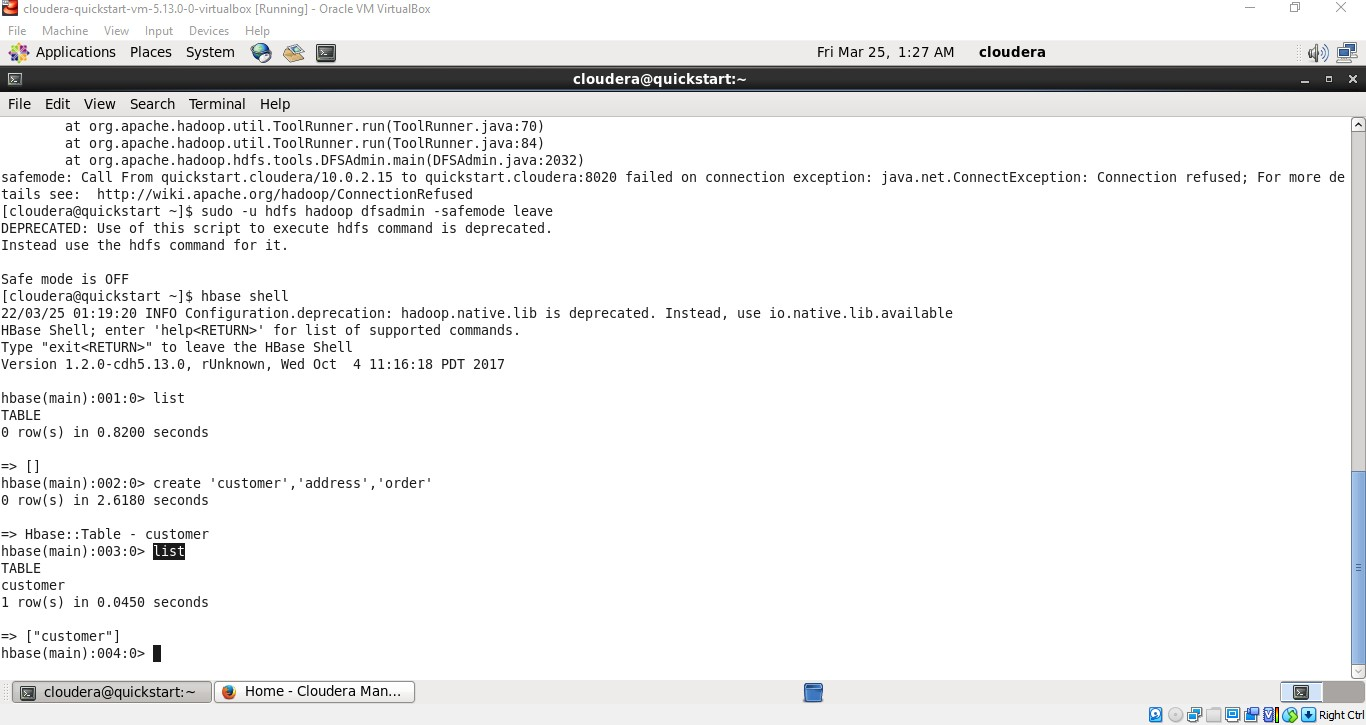 cloudera-quickstart-vm-5.13.0-0-virtualbox [Running] - Oracle VM VirtualBox
File Machine View Input Devices Help
Applications Places System Fri Mar 25, 1:27 AM cloudera
cloudera@quickstart:~
File Edit View Search Terminal Help
at org.apache.hadoop.util.ToolRunner.run(ToolRunner.java:70)
at org.apache.hadoop.util.ToolRunner.run(ToolRunner.java:84)
at org.apache.hadoop.hdfs.tools.DFSAdmin.main(DFSAdmin.java:2032)
safemode: Call From quickstart.cloudera/10.0.2.15 to quickstart.cloudera:8020 failed on connection exception: java.net.ConnectException: Connection refused; For more de
tails see:  http://wiki.apache.org/hadoop/ConnectionRefused
[cloudera@quickstart ~]$ sudo -u hdfs hadoop dfsadmin -safemode leave
DEPRECATED: Use of this script to execute hdfs command is deprecated.
Instead use the hdfs command for it.
Safe mode is OFF
[cloudera@quickstart ~]$ hbase shell
22/03/25 01:19:20 INFO Configuration.deprecation: hadoop.native.lib is deprecated. Instead, use io.native.lib.available
HBase Shell; enter 'help<RETURN>' for list of supported commands.
Type "exit<RETURN>" to leave the HBase Shell
Version 1.2.0-cdh5.13.0, rUnknown, Wed Oct  4 11:16:18 PDT 2017
hbase(main):001:0> list
TABLE
0 row(s) in 0.8200 seconds
=> []
hbase(main):002:0> create 'customer','address','order'
0 row(s) in 2.6180 seconds
=> Hbase::Table - customer
hbase(main):003:0> list
TABLE
customer
1 row(s) in 0.0450 seconds
=> ["customer"]
hbase(main):004:0>
cloudera@quickstart:~ Home - Cloudera Man...
Right Ctrl